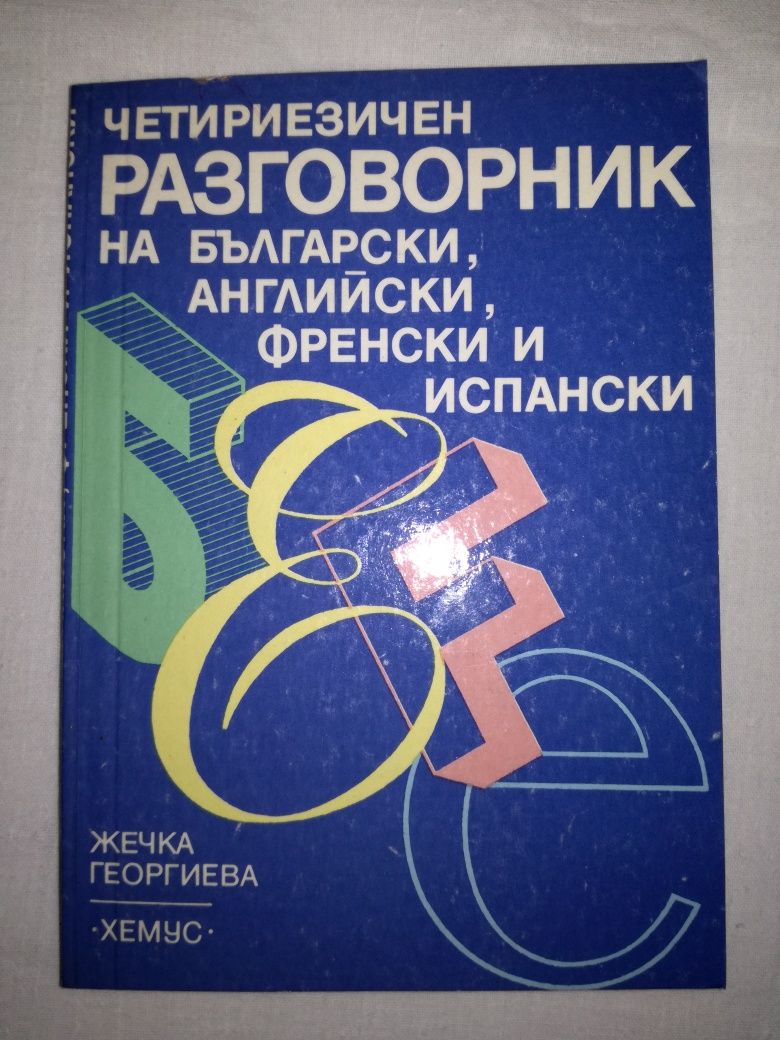 ЧЕТИРИЕЗИЧЕН
РАЗГОВОРНИК
НА БЪЛГАРСКИ,
АНГЛИЙСКИ,
ФРЕНСКИ И
ИСПАНСКИ
Б
E
F
e
ЖЕЧКА
ГЕОРГИЕВА
·ХЕМУС·